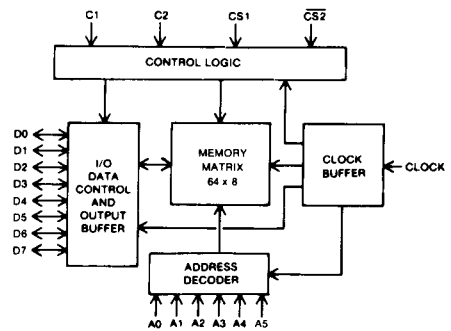 C1 C2 CS1 C̅S̅2̅
CONTROL LOGIC
D0
D1
D2
D3
D4
D5
D6
D7
I/O
DATA
CONTROL
AND
OUTPUT
BUFFER
MEMORY
MATRIX
64 x 8
CLOCK
BUFFER
CLOCK
ADDRESS
DECODER
A0 A1 A2 A3 A4 A5